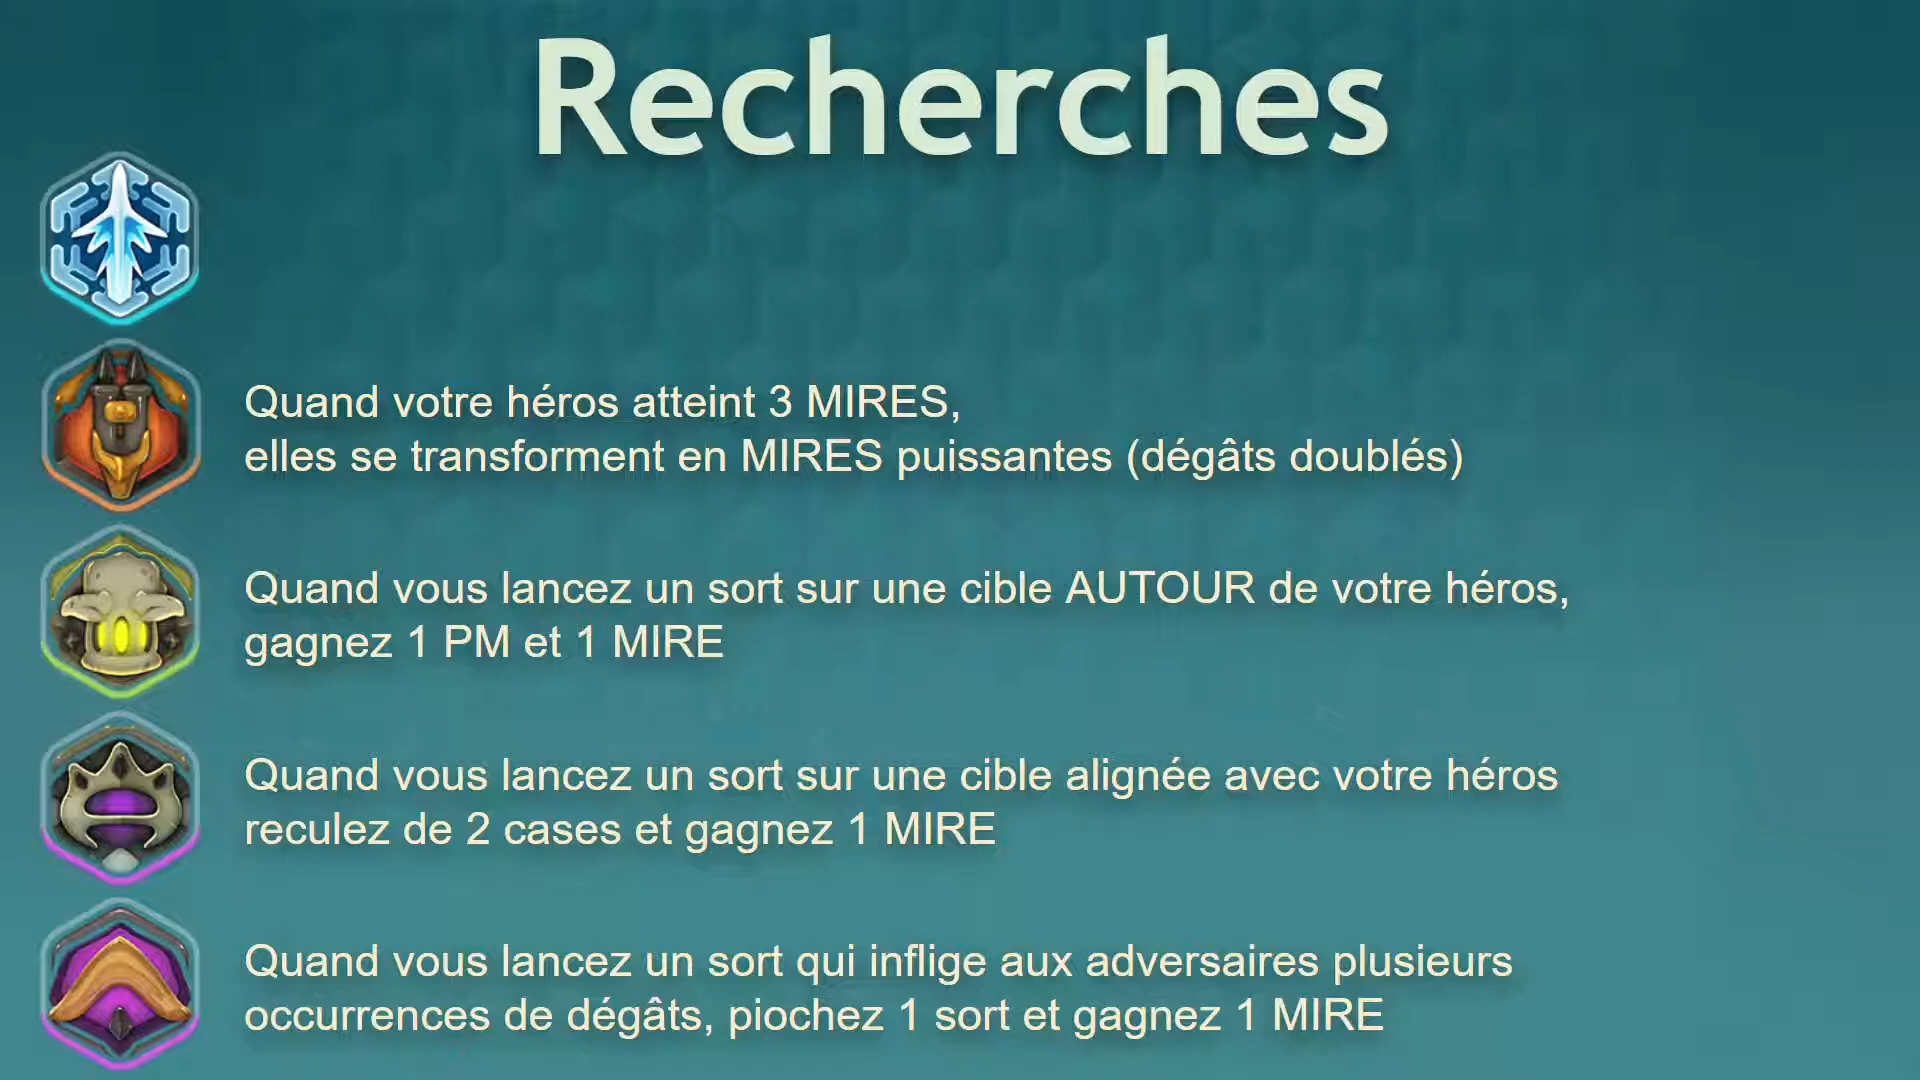 Recherches
Quand votre héros atteint 3 MIRES,
elles se transforment en MIRES puissantes (dégâts doublés)
Quand vous lancez un sort sur une cible AUTOUR de votre héros,
gagnez 1 PM et 1 MIRE
Quand vous lancez un sort sur une cible alignée avec votre héros
reculez de 2 cases et gagnez 1 MIRE
Quand vous lancez un sort qui inflige aux adversaires plusieurs
occurrences de dégâts, piochez 1 sort et gagnez 1 MIRE